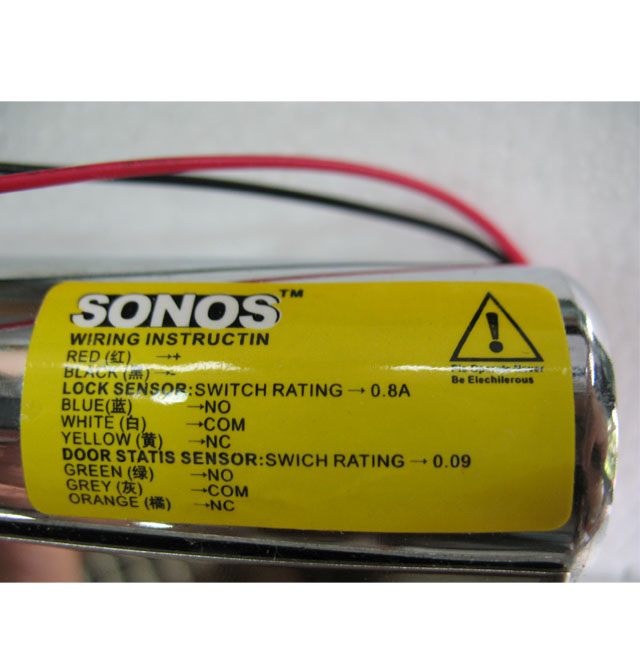 SONOS™
WIRING INSTRUCTIN
RED (红) →+
BLACK (黑) →-
LOCK SENSOR:SWITCH RATING → 0.8A
BLUE(蓝) →NO
WHITE (白) →COM
YELLOW (黄) →NC
DOOR STATIS SENSOR:SWICH RATING → 0.09
GREEN (绿) →NO
GREY (灰) →COM
ORANGE (橘) →NC
Be Elechilerous